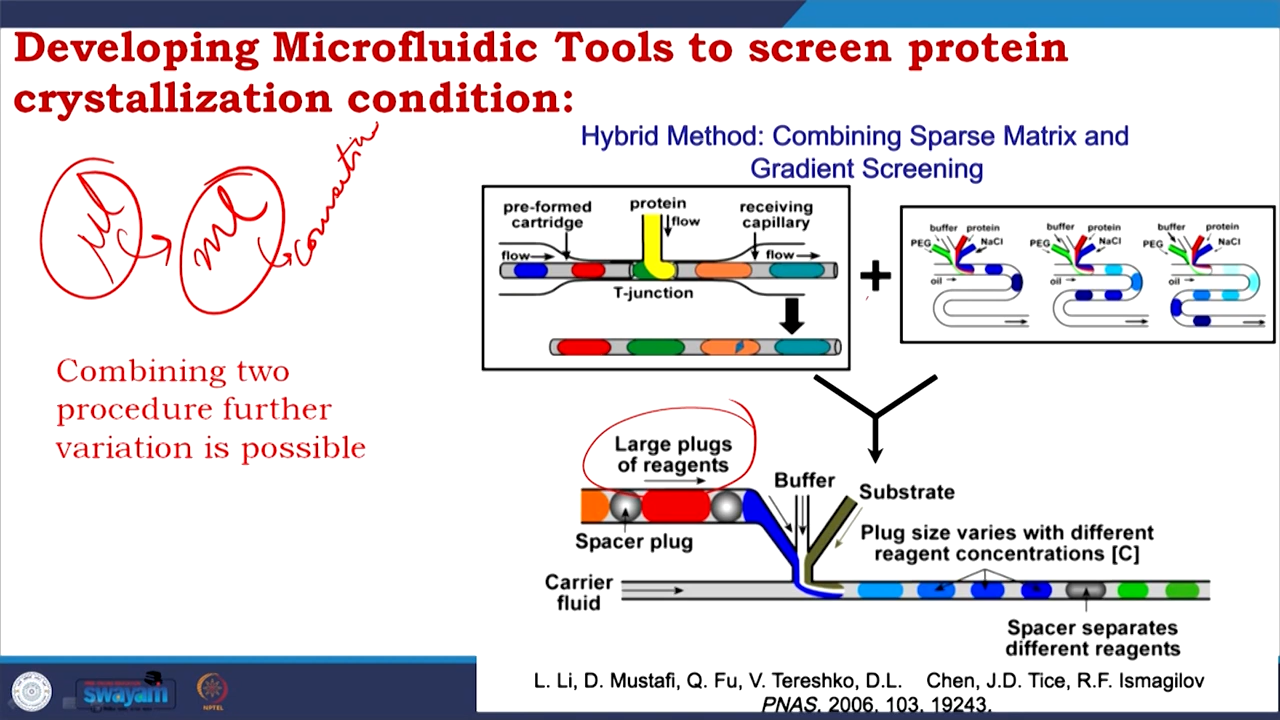 Developing Microfluidic Tools to screen protein
crystallization condition:
Hybrid Method: Combining Sparse Matrix and
Gradient Screening
μl
ml
pre-formed
cartridge
protein
flow
receiving
capillary
flow
flow
T-junction
+
buffer protein
PEG NaCl
oil
buffer protein
PEG NaCl
oil
buffer protein
PEG NaCl
oil
Combining two
procedure further
variation is possible
Large plugs
of reagents
Buffer
Substrate
Spacer plug
Plug size varies with different
reagent concentrations [C]
Carrier
fluid
Spacer separates
different reagents
L. Li, D. Mustafi, Q. Fu, V. Tereshko, D.L. Chen, J.D. Tice, R.F. Ismagilov
PNAS, 2006, 103, 19243.
swayam
NPTEL